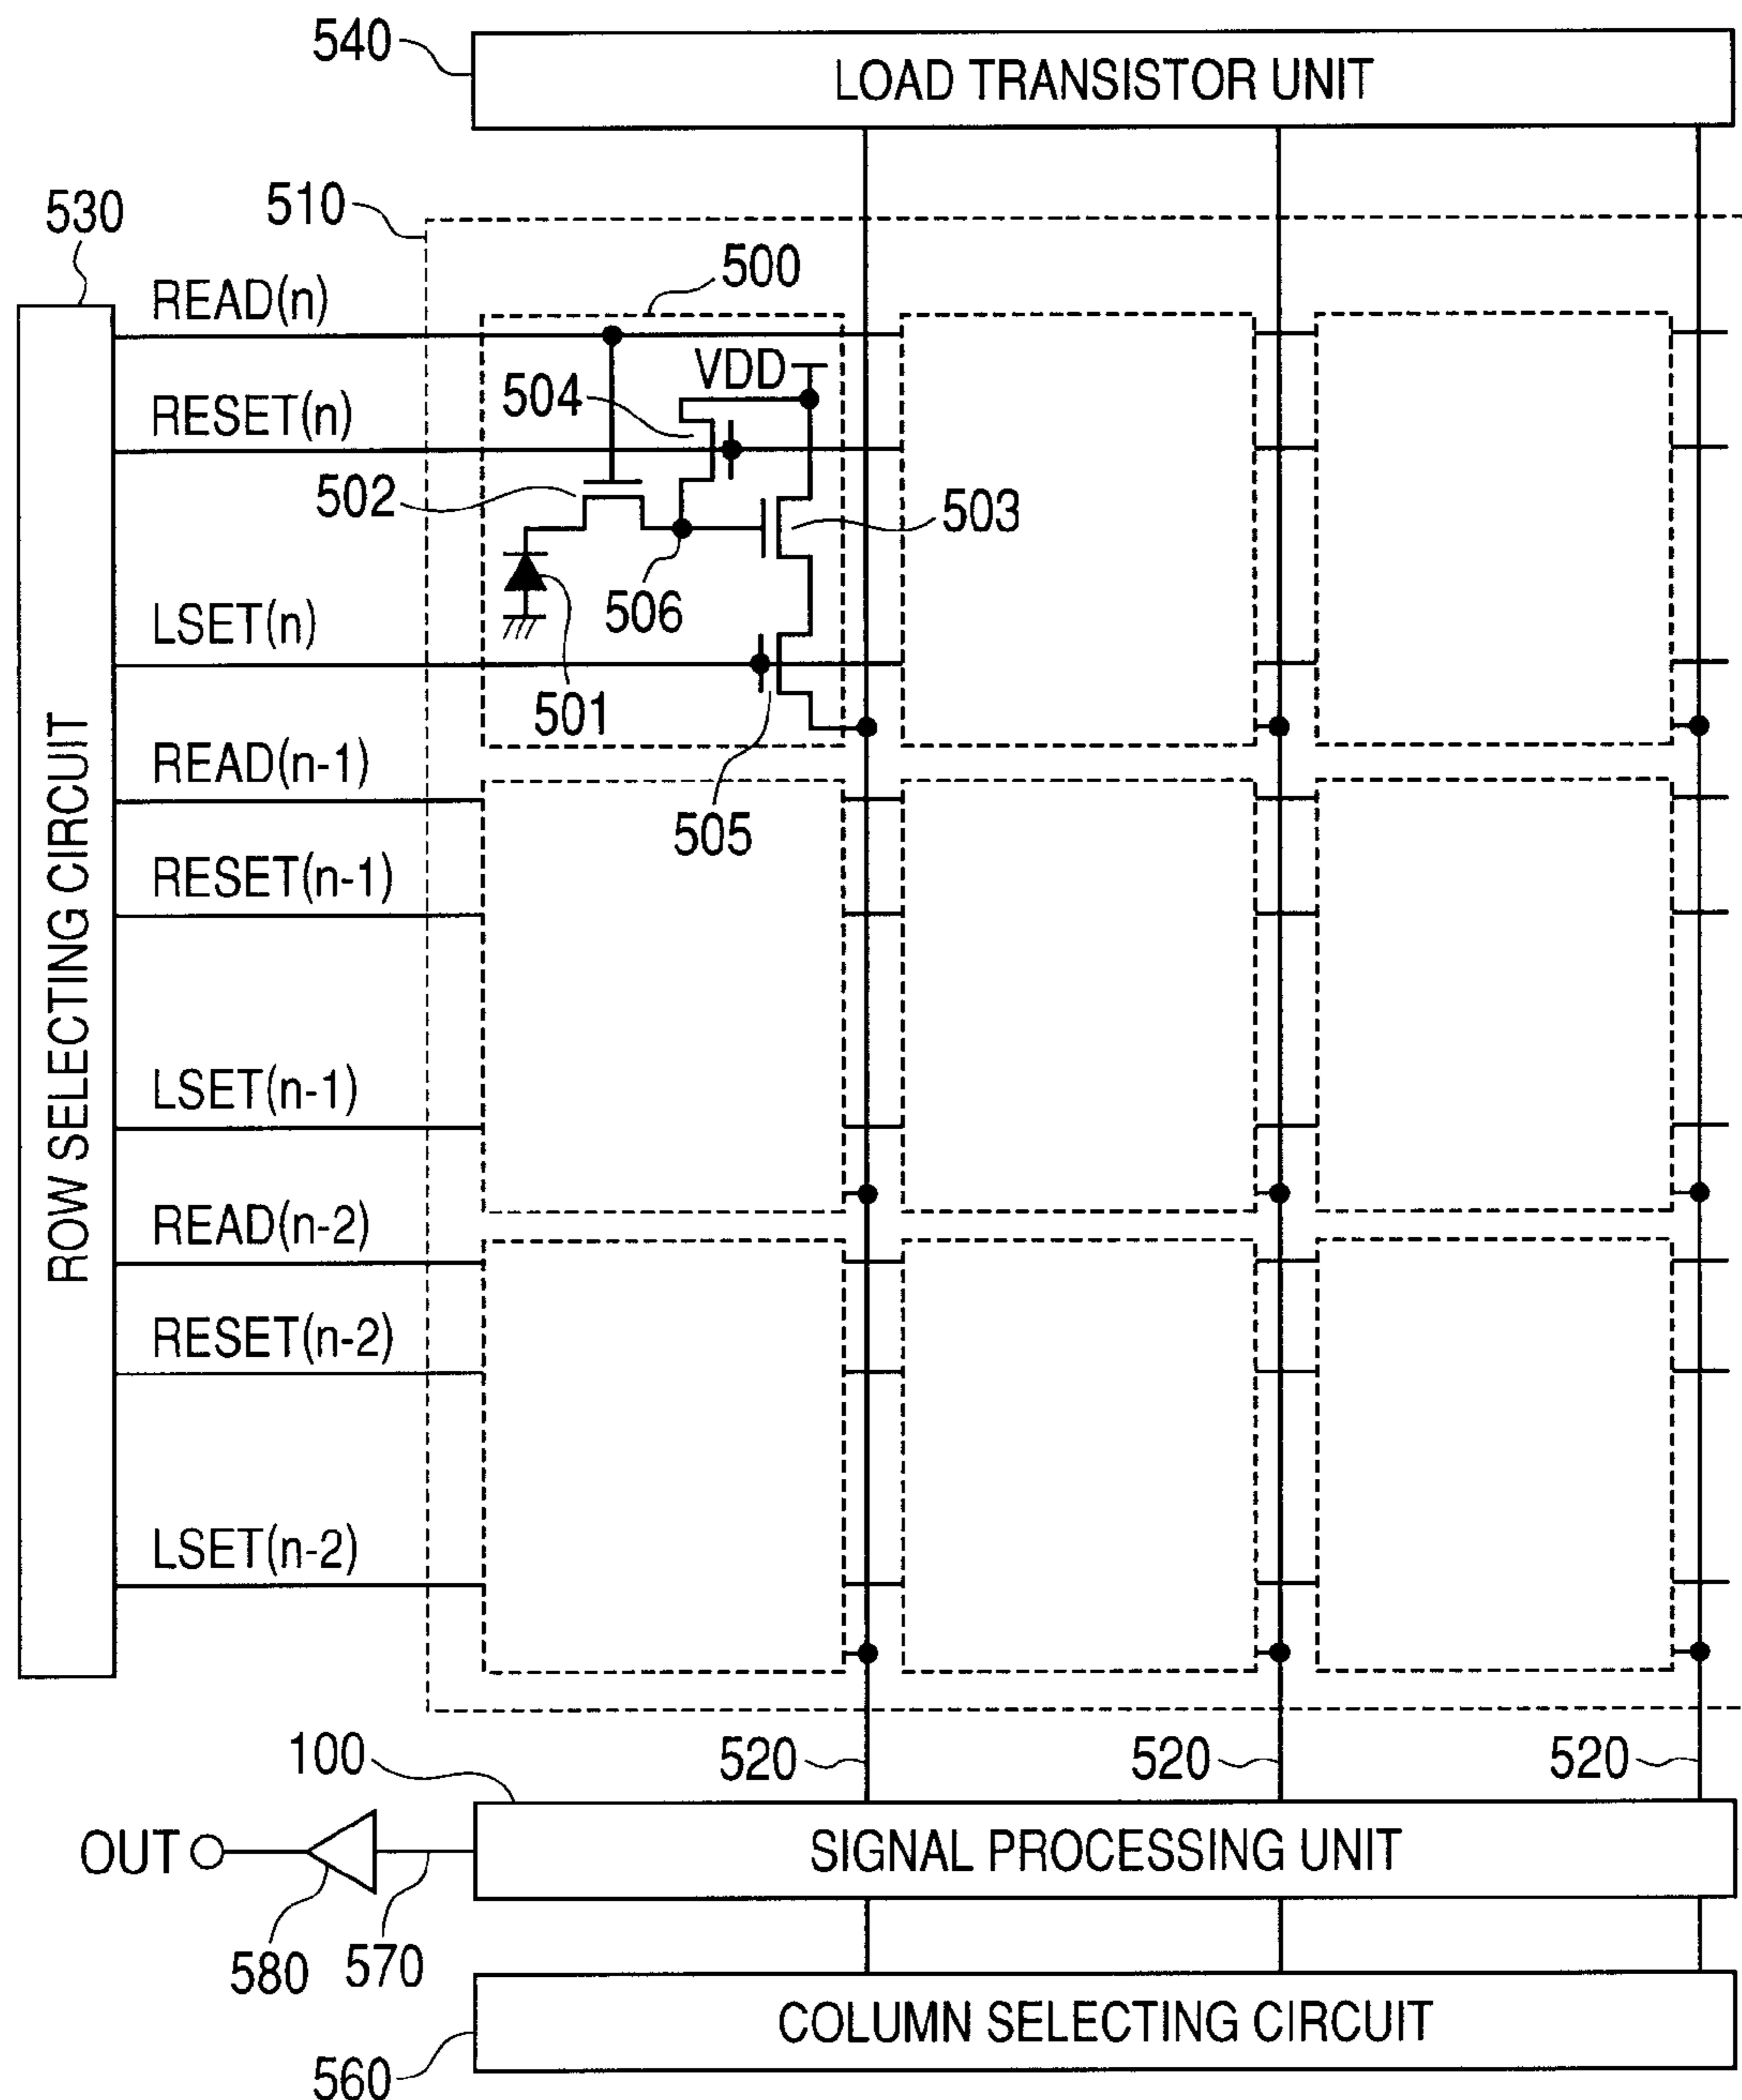 540
LOAD TRANSISTOR UNIT
530
510
500
READ(n)
VDD
504
RESET(n)
502
503
506
LSET(n)
501
READ(n-1)
505
RESET(n-1)
ROW SELECTING CIRCUIT
LSET(n-1)
READ(n-2)
RESET(n-2)
LSET(n-2)
100
520
520
520
OUT
SIGNAL PROCESSING UNIT
580
570
COLUMN SELECTING CIRCUIT
560